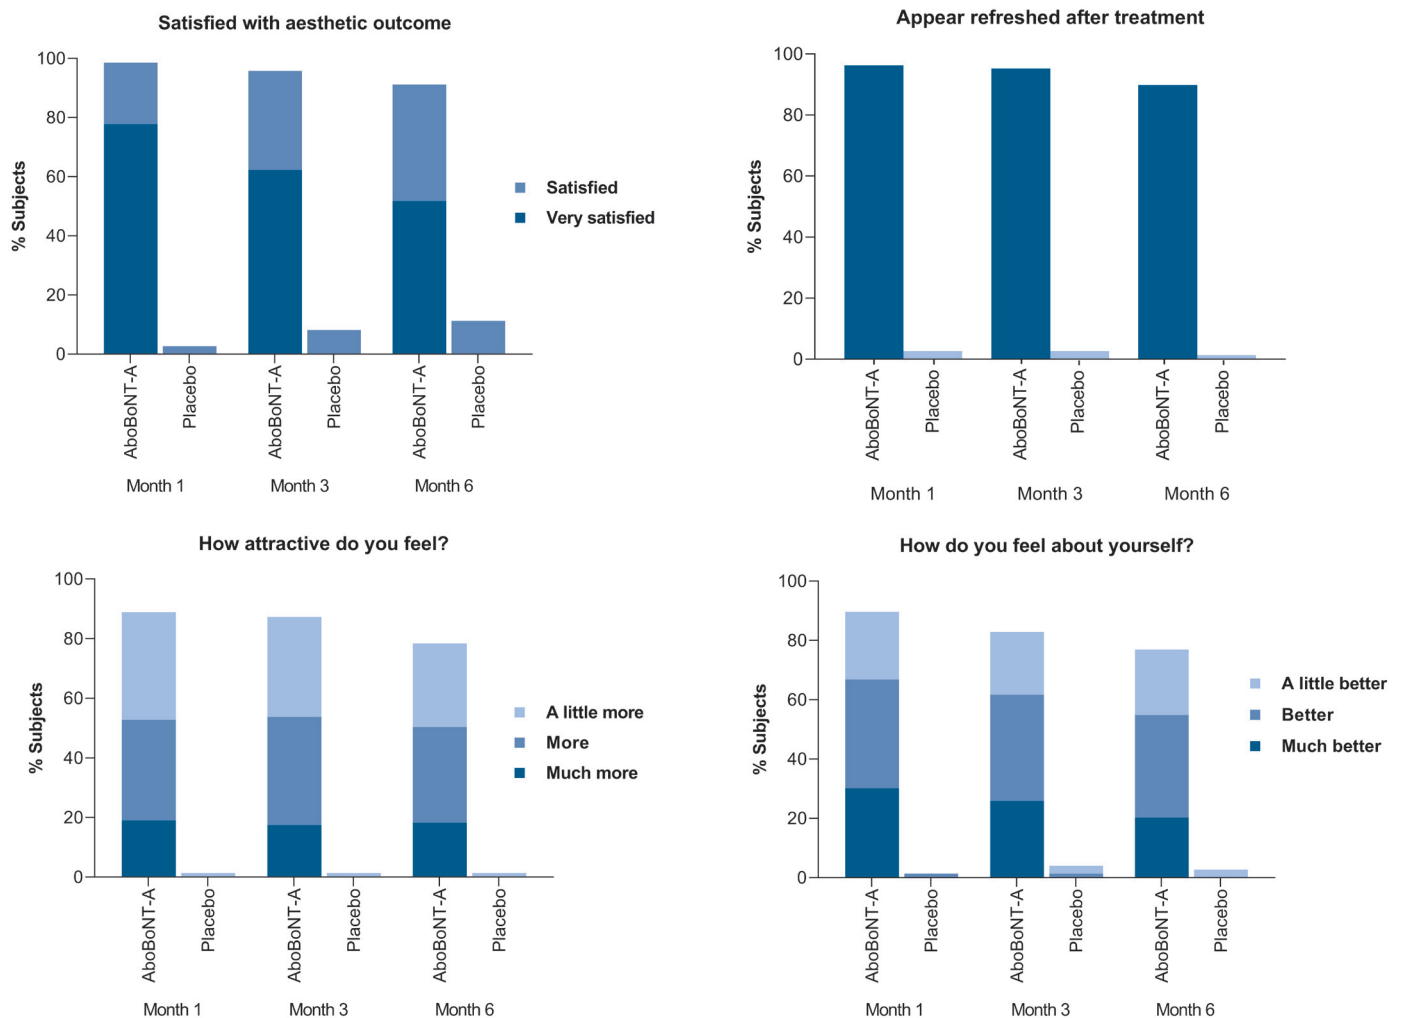 Satisfied with aesthetic outcome
% Subjects
100
80
60
40
20
0
AboBoNT-A
Placebo
AboBoNT-A
Placebo
AboBoNT-A
Placebo
Month 1
Month 3
Month 6
Satisfied
Very satisfied
Appear refreshed after treatment
% Subjects
100
80
60
40
20
0
AboBoNT-A
Placebo
AboBoNT-A
Placebo
AboBoNT-A
Placebo
Month 1
Month 3
Month 6
How attractive do you feel?
% Subjects
100
80
60
40
20
0
AboBoNT-A
Placebo
AboBoNT-A
Placebo
AboBoNT-A
Placebo
Month 1
Month 3
Month 6
A little more
More
Much more
How do you feel about yourself?
% Subjects
100
80
60
40
20
0
AboBoNT-A
Placebo
AboBoNT-A
Placebo
AboBoNT-A
Placebo
Month 1
Month 3
Month 6
A little better
Better
Much better